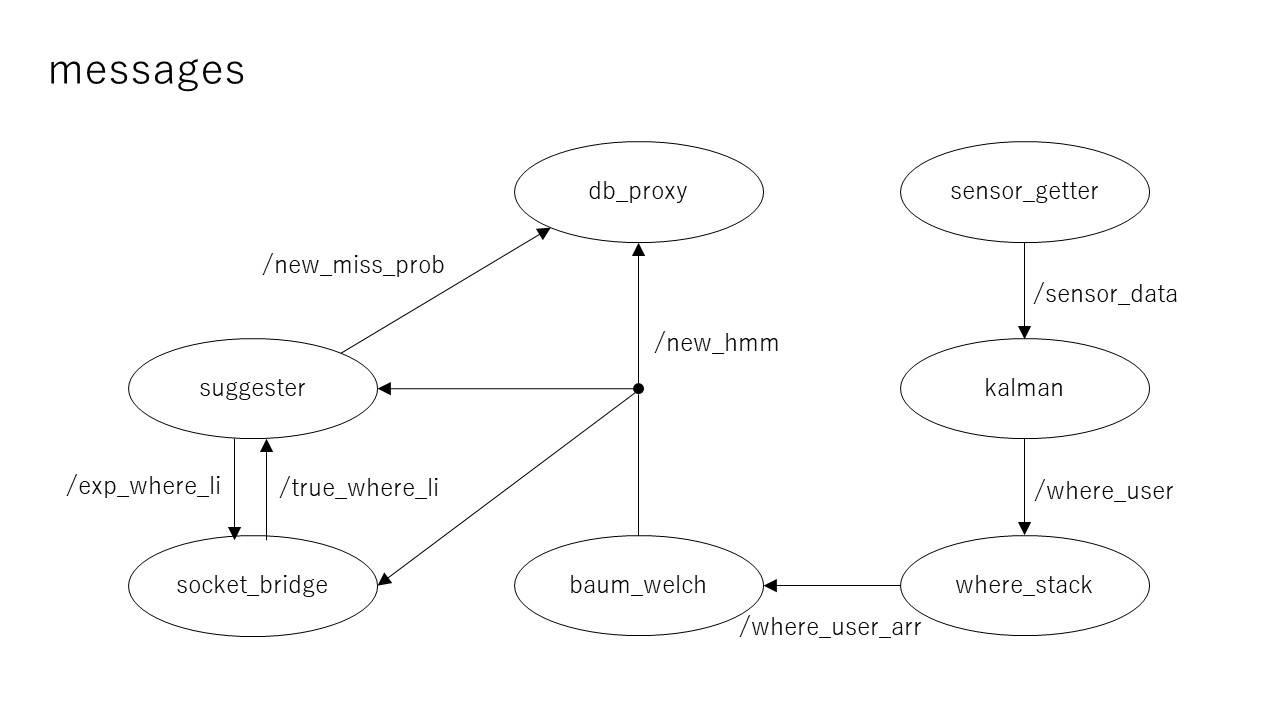 messages
db_proxy
sensor_getter
/new_miss_prob
/sensor_data
/new_hmm
suggester
kalman
/exp_where_li
/true_where_li
/where_user
socket_bridge
baum_welch
where_stack
/where_user_arr